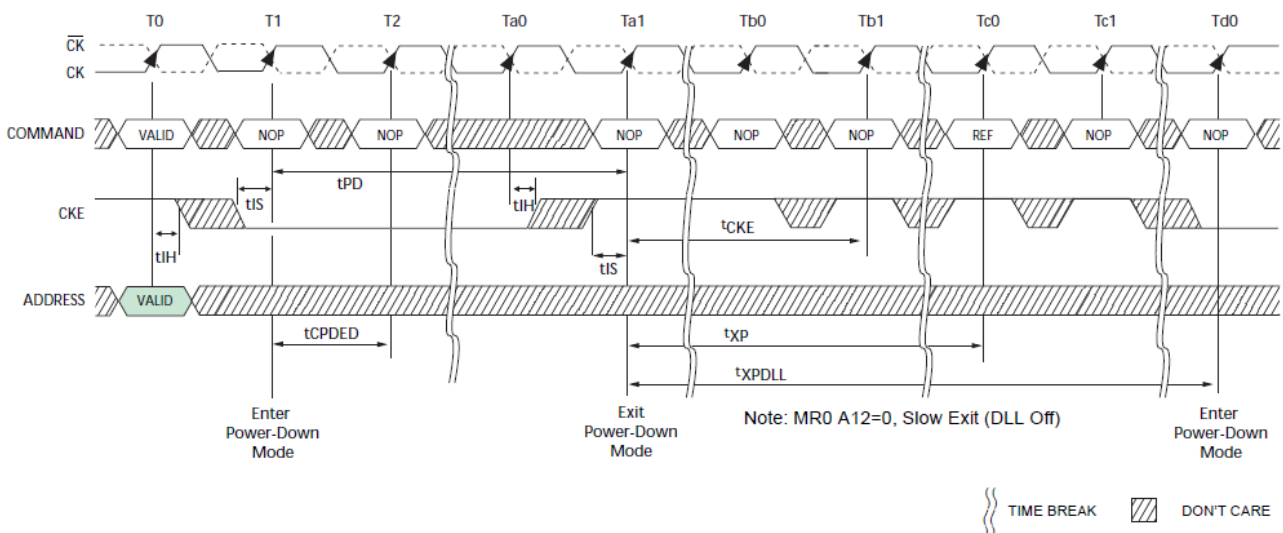 T0 T1 T2 Ta0 Ta1 Tb0 Tb1 Tc0 Tc1 Td0
CK
CK
COMMAND VALID NOP NOP NOP NOP NOP REF NOP NOP
tPD
tIS tIH
CKE
tCKE
tIH tIS
ADDRESS VALID
tCPDED tXP
tXPDLL
Enter
Power-Down
Mode
Exit
Power-Down
Mode
Note: MR0 A12=0, Slow Exit (DLL Off)
Enter
Power-Down
Mode
TIME BREAK DON'T CARE